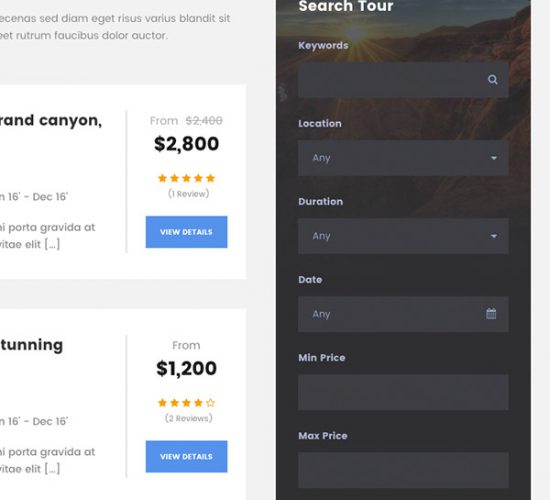 ecenas sed diam eget risus varius blandit sit
eet rutrum faucibus dolor auctor.
rand canyon,
From $2,400
$2,800
(1 Review)
n 16' - Dec 16'
ni porta gravida at
vitae elit [...]
VIEW DETAILS
tunning
From
$1,200
(2 Reviews)
n 16' - Dec 16'
ni porta gravida at
vitae elit [...]
VIEW DETAILS
Search Tour
Keywords
Location
Any
Duration
Any
Date
Any
Min Price
Max Price